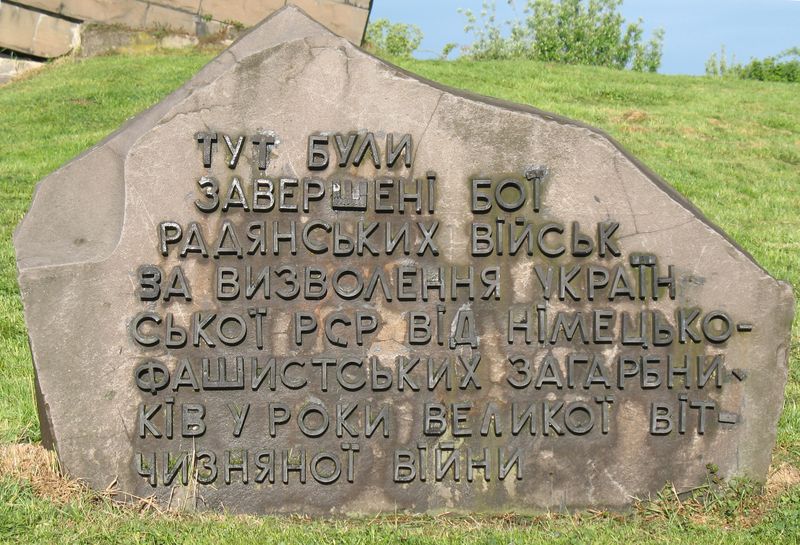 ТУТ БУЛИ
ЗАВЕРШЕНІ БОЇ
РАДЯНСЬКИХ ВІЙСЬК
ЗА ВИЗВОЛЕННЯ УКРАЇН-
СЬКОЇ РСР ВІД НІМЕЦЬКО-
ФАШИСТСЬКИХ ЗАГАРБНИ-
КІВ У РОКИ ВЕЛИКОЇ ВІТ-
ЧИЗНЯНОЇ ВІЙНИ